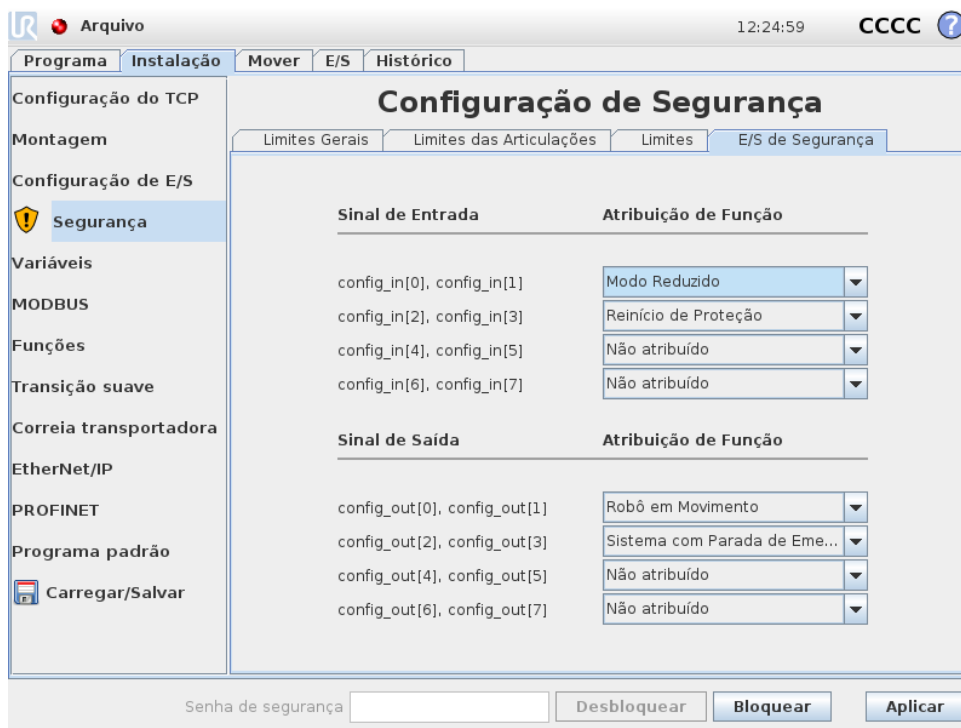 UR Arquivo 12:24:59 CCCC ?
Programa Instalação Mover E/S Histórico
Configuração do TCP
Montagem
Configuração de E/S
Segurança
Variáveis
MODBUS
Funções
Transição suave
Correia transportadora
EtherNet/IP
PROFINET
Programa padrão
Carregar/Salvar
Configuração de Segurança
Limites Gerais Limites das Articulações Limites E/S de Segurança
Sinal de Entrada Atribuição de Função
config_in[0], config_in[1] Modo Reduzido
config_in[2], config_in[3] Reinício de Proteção
config_in[4], config_in[5] Não atribuído
config_in[6], config_in[7] Não atribuído
Sinal de Saída Atribuição de Função
config_out[0], config_out[1] Robô em Movimento
config_out[2], config_out[3] Sistema com Parada de Eme...
config_out[4], config_out[5] Não atribuído
config_out[6], config_out[7] Não atribuído
Senha de segurança Desbloquear Bloquear Aplicar